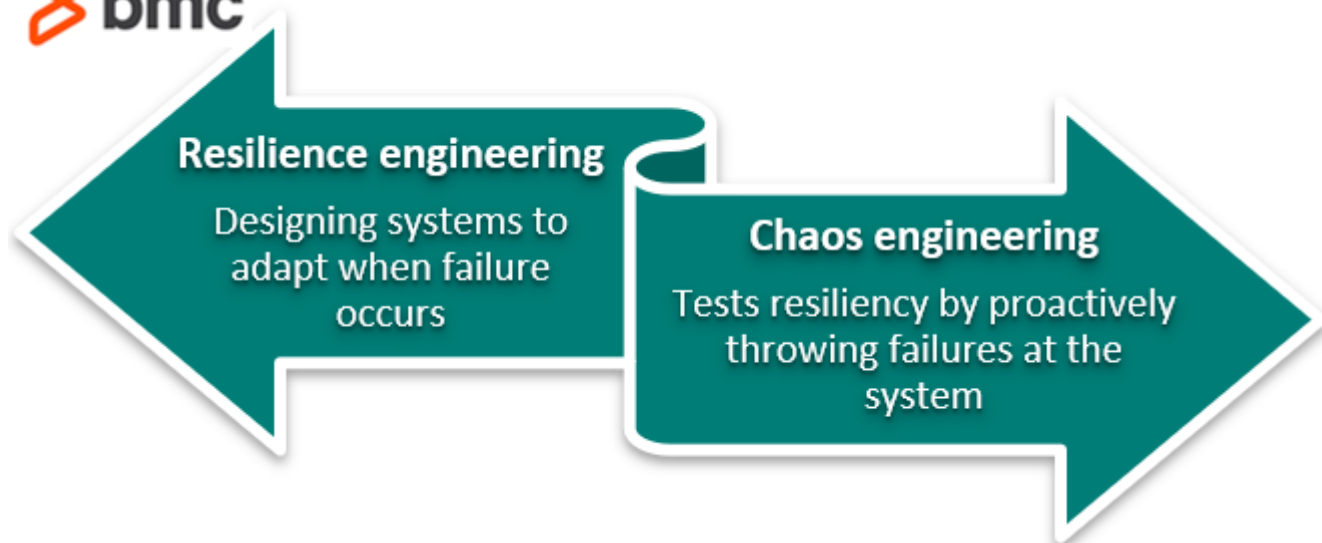 bmc
Resilience engineering
Designing systems to
adapt when failure
occurs
Chaos engineering
Tests resiliency by proactively
throwing failures at the
system